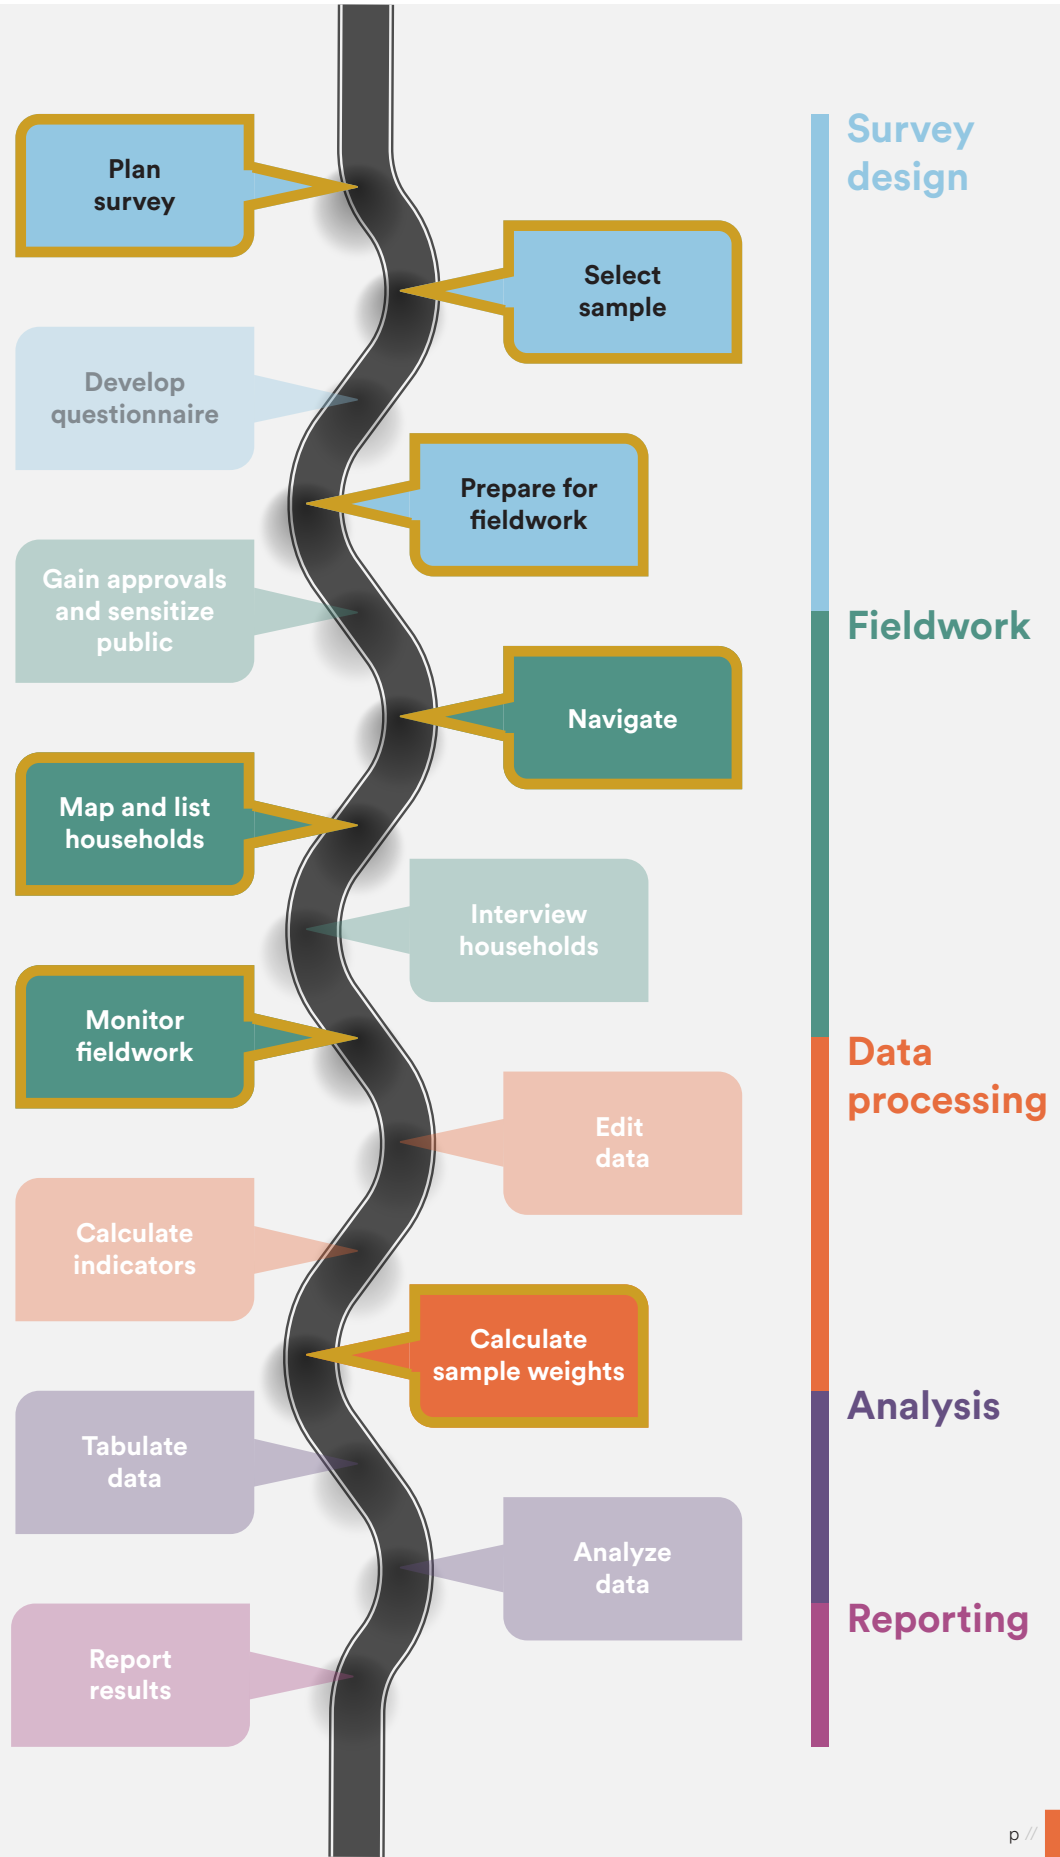 Survey
design
Plan
survey
Select
sample
Develop
questionnaire
Prepare for
fieldwork
Gain approvals
and sensitize
public
Fieldwork
Navigate
Map and list
households
Interview
households
Monitor
fieldwork
Data
processing
Edit
data
Calculate
indicators
Calculate
sample weights
Analysis
Tabulate
data
Analyze
data
Reporting
Report
results
p //